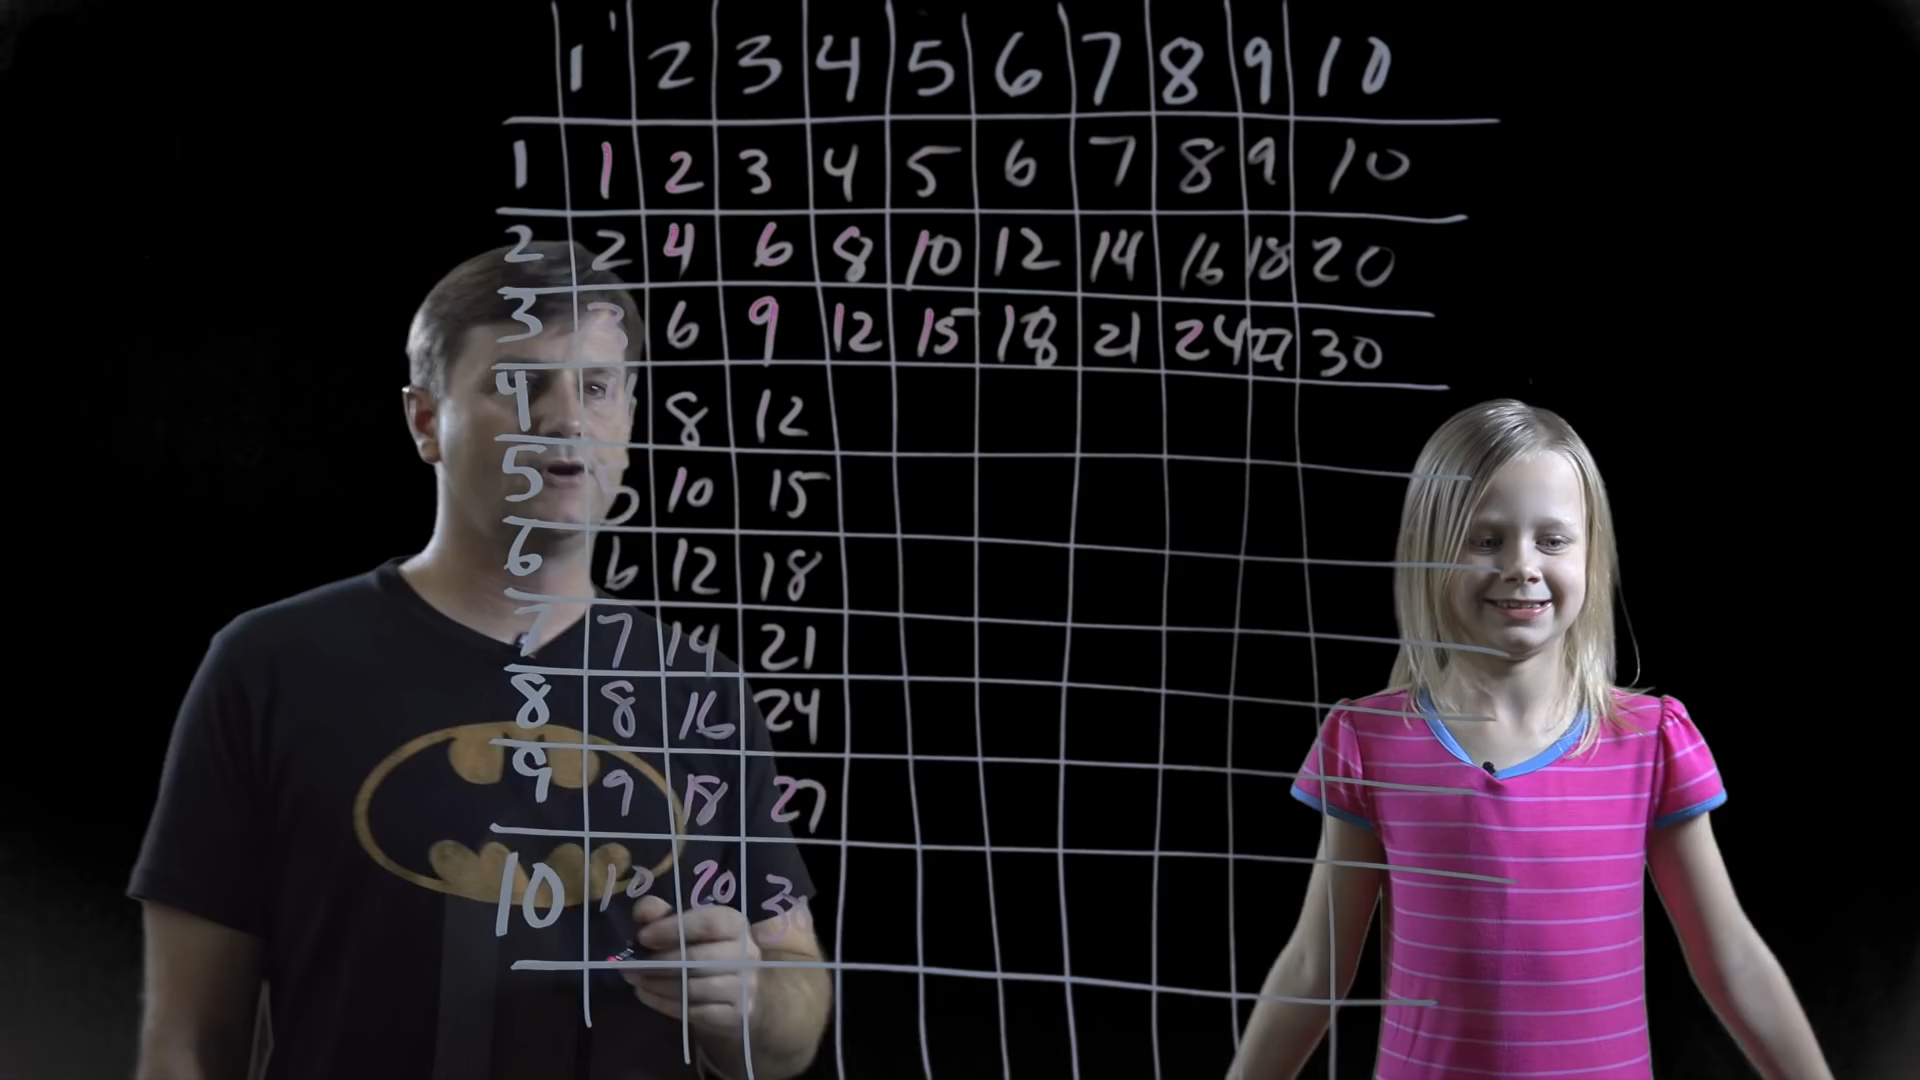 1 2 3 4 5 6 7 8 9 10
1 1 2 3 4 5 6 7 8 9 10
2 2 4 6 8 10 12 14 16 18 20
3 3 6 9 12 15 18 21 24 27 30
4 8 12
5 10 15
6 6 12 18
7 7 14 21
8 8 16 24
9 9 18 27
10 10 20 30